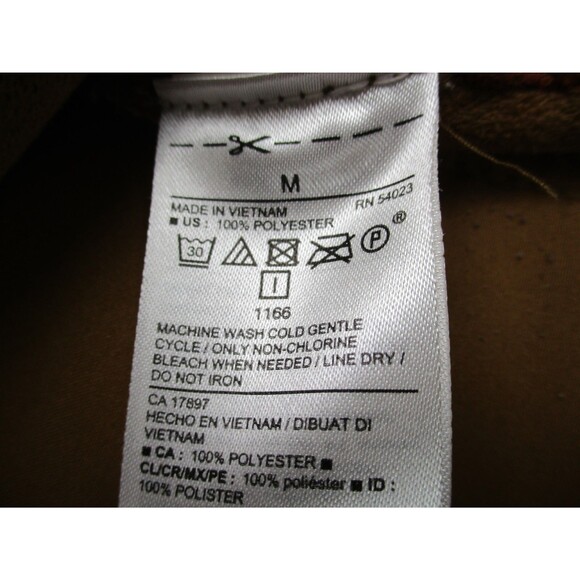 M
MADE IN VIETNAM RN 54023
■ US : 100% POLYESTER
30 P ®
I
1166
MACHINE WASH COLD GENTLE
CYCLE / ONLY NON-CHLORINE
BLEACH WHEN NEEDED / LINE DRY /
DO NOT IRON
CA 17897
HECHO EN VIETNAM / DIBUAT DI
VIETNAM
■ CA : 100% POLYESTER ■
CL/CR/MX/PE : 100% poliéster ■ ID :
100% POLISTER